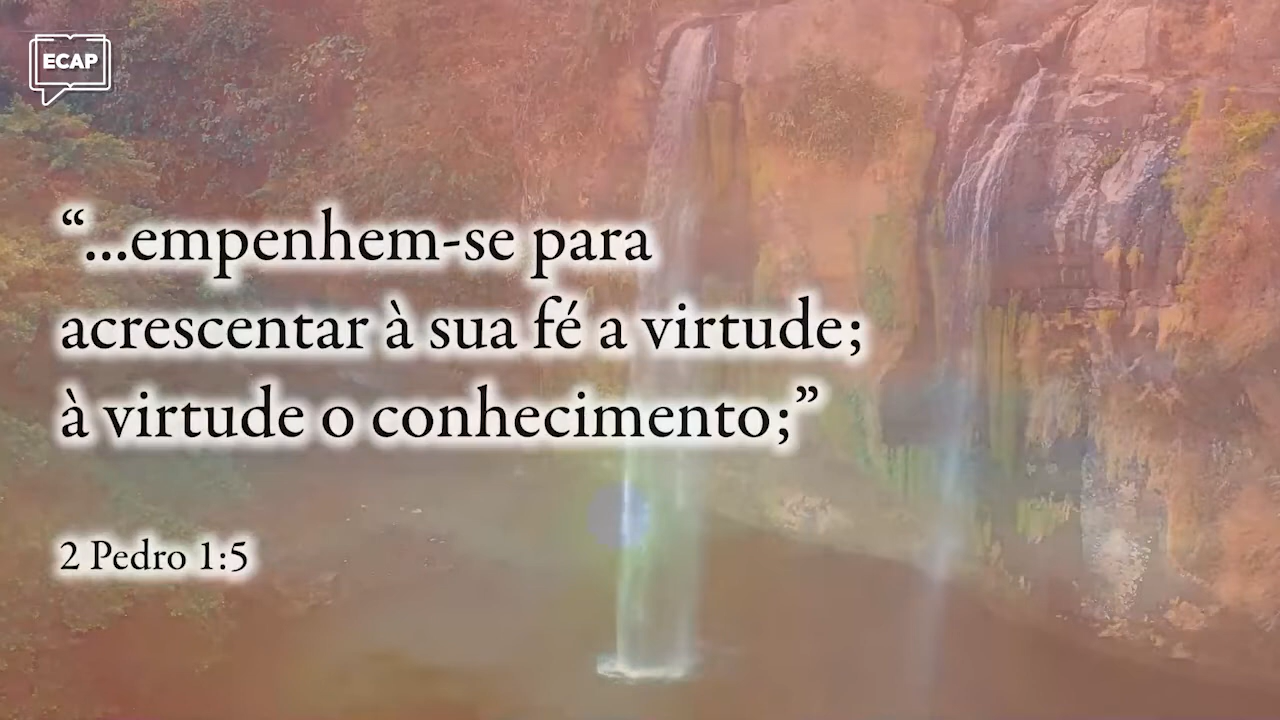 ECAP
“...empenhem-se para
acrescentar à sua fé a virtude;
à virtude o conhecimento;”
2 Pedro 1:5